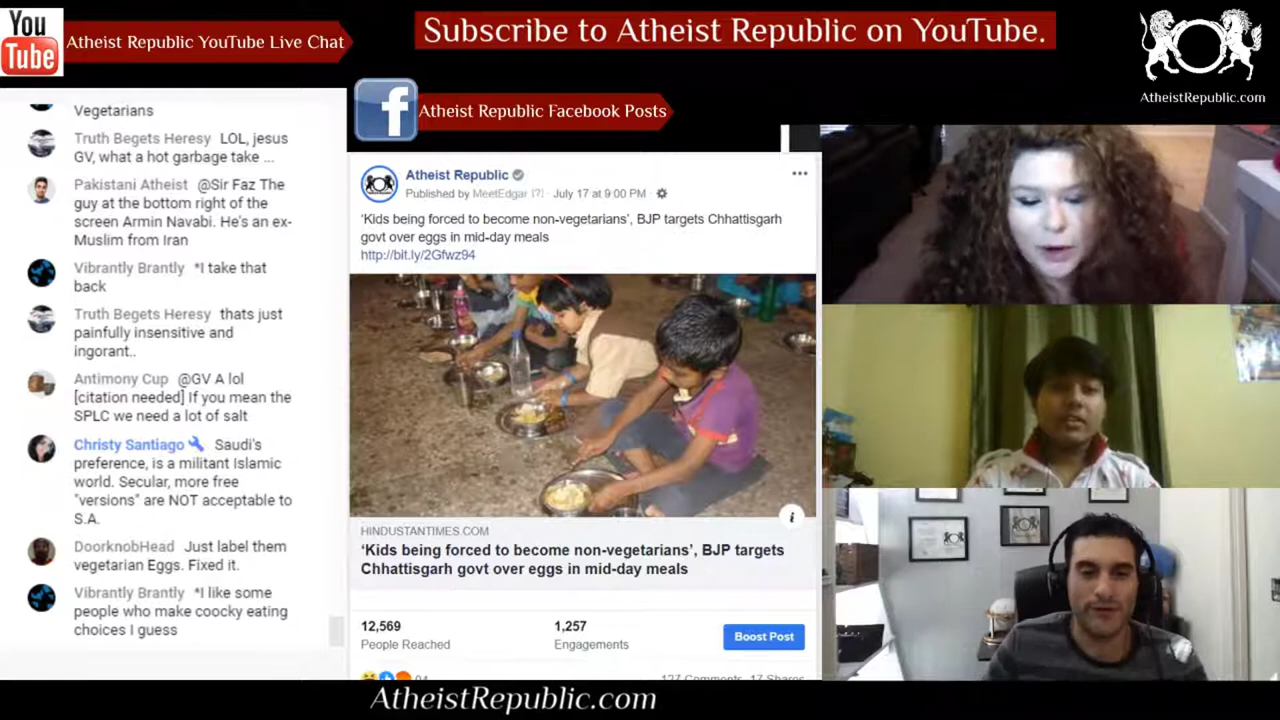 You
Tube
Atheist Republic YouTube Live Chat
Subscribe to Atheist Republic on YouTube.
AtheistRepublic.com
f
Atheist Republic Facebook Posts
Vegetarians
Truth Begets Heresy LOL, jesus
GV, what a hot garbage take ...
Pakistani Atheist @Sir Faz The
guy at the bottom right of the
screen Armin Navabi. He's an ex-
Muslim from Iran
Vibrantly Brantly *I take that
back
Truth Begets Heresy thats just
painfully insensitive and
ingorant..
Antimony Cup @GV A lol
[citation needed] If you mean the
SPLC we need a lot of salt
Christy Santiago Saudi's
preference, is a militant Islamic
world. Secular, more free
"versions" are NOT acceptable to
S.A.
DoorknobHead Just label them
vegetarian Eggs. Fixed it.
Vibrantly Brantly *I like some
people who make coocky eating
choices I guess
Atheist Republic
Published by MeetEdgar [?] · July 17 at 9:00 PM ·
‘Kids being forced to become non-vegetarians’, BJP targets Chhattisgarh
govt over eggs in mid-day meals
http://bit.ly/2Gfwz94
i
HINDUSTANTIMES.COM
‘Kids being forced to become non-vegetarians’, BJP targets
Chhattisgarh govt over eggs in mid-day meals
12,569
People Reached
1,257
Engagements
Boost Post
94
127 Comments 17 Shares
AtheistRepublic.com